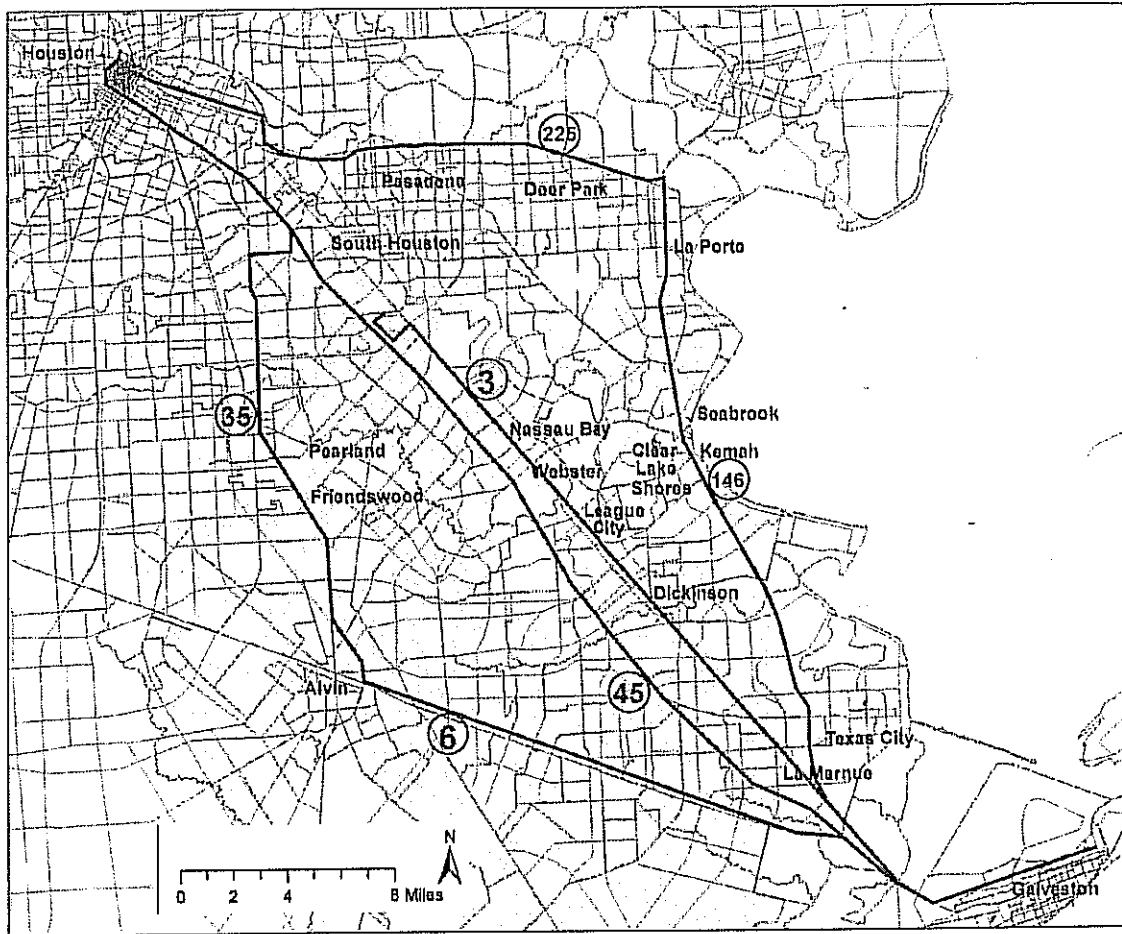 Houston
225
Pasadena
Deer Park
South Houston
La Porte
3
35
Seabrook
Nassau Bay
Pearland
Clear
Lake
Shores
Kemah
Webster
146
Friendswood
League
City
Dickinson
Alvin
45
6
Texas City
La Marque
N
0 2 4 8 Miles
Galveston